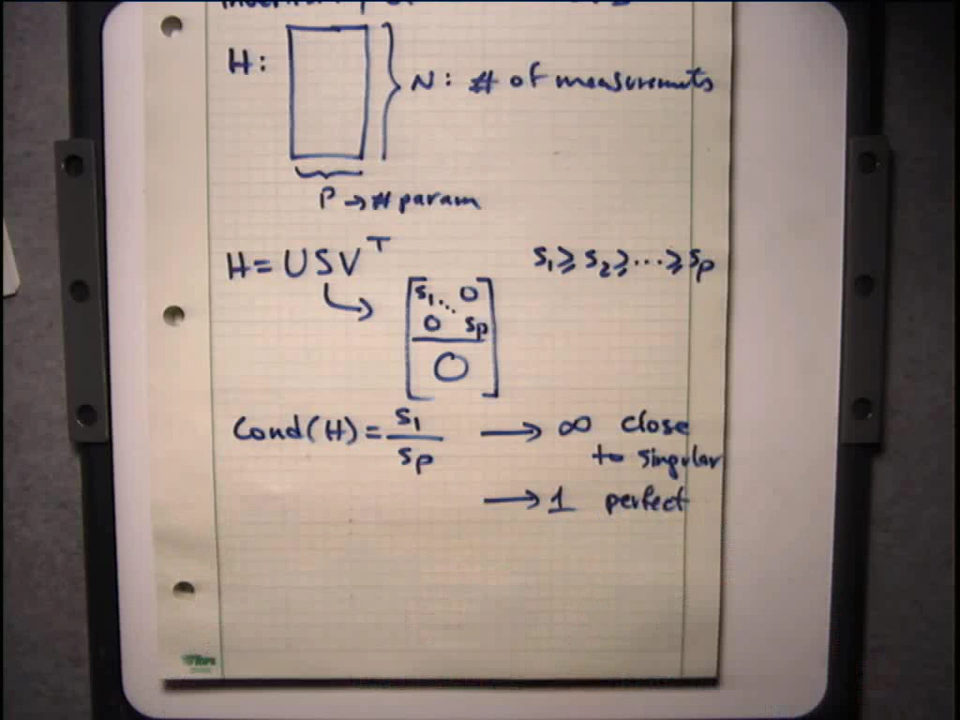 H:
N: # of measurements
P → # param
H = USVᵀ
s₁ ≥ s₂ ≥ ... ≥ sₚ
s₁ ⋱ 0
0 sₚ
0
Cond(H) = s₁/sₚ → ∞ close
to singular
→ 1 perfect